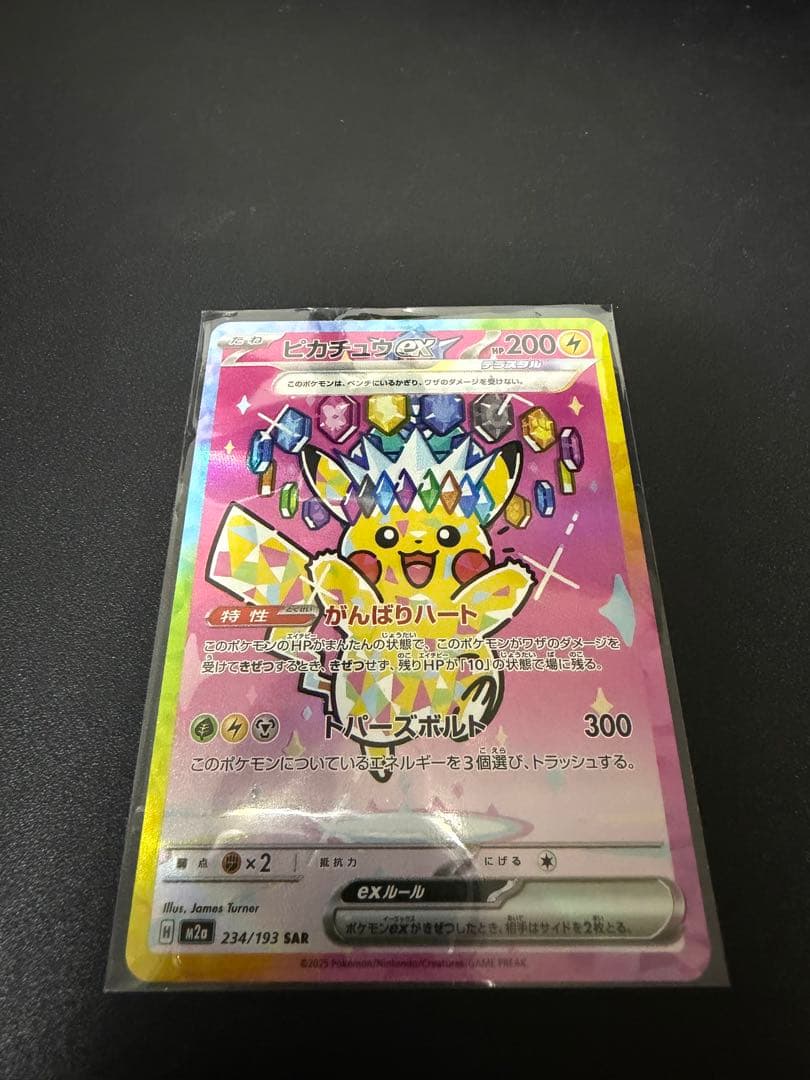 たね ピカチュウex HP200
テラスタル
このポケモンは、ベンチにいるかぎり、ワザのダメージを受けない。
特性 とくせい がんばりハート
このポケモンのHPがまんたんの状態で、このポケモンがワザのダメージを
受けてきぜつするとき、きぜつせず、残りHPが「10」の状態で場に残る。
トパーズボルト 300
このポケモンについているエネルギーを3個選び、トラッシュする。
弱点 ×2 抵抗力 にげる
exルール
ポケモンexがきぜつしたとき、相手はサイドを2枚とる。
Illus. James Turner
H M2a 234/193 SAR
©2025 Pokémon/Nintendo/Creatures/GAME FREAK.